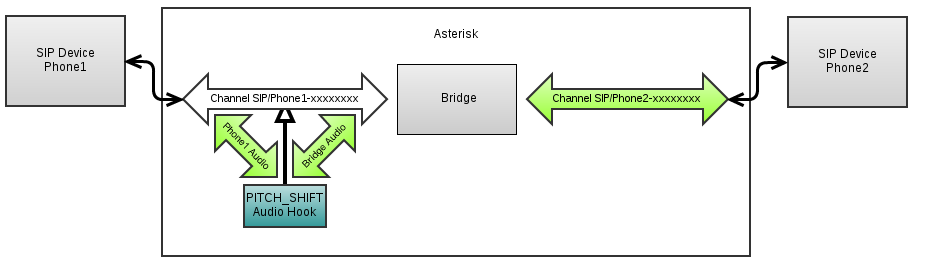 Asterisk
SIP Device
Phone1
SIP Device
Phone2
Channel SIP/Phone1-xxxxxxxx
Bridge
Channel SIP/Phone2-xxxxxxxx
Phone1 Audio
Bridge Audio
PITCH_SHIFT
Audio Hook